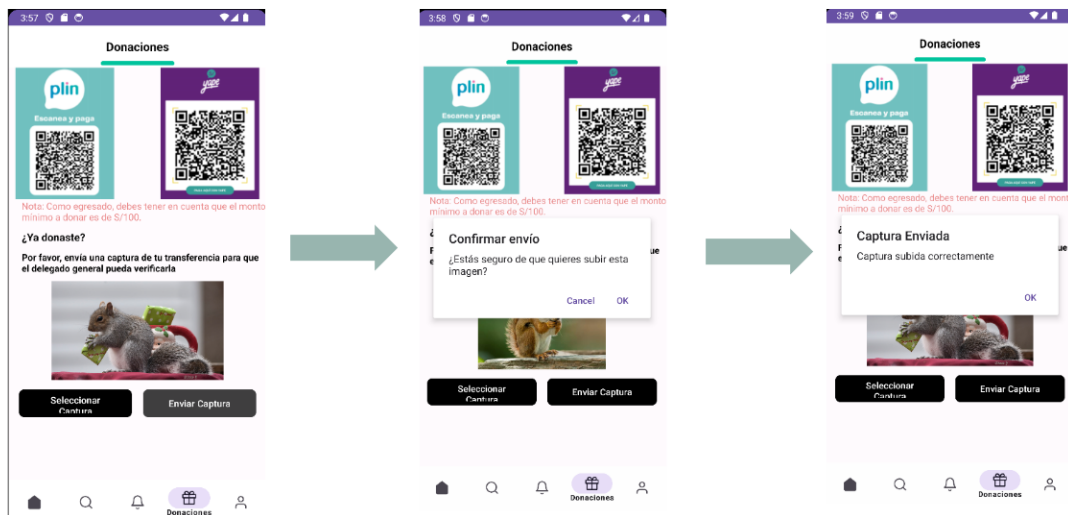 3:57
Donaciones
plin
yape
Escanea y paga
Nota: Como egresado, debes tener en cuenta que el monto
mínimo a donar es de S/100.
¿Ya donaste?
Por favor, envía una captura de tu transferencia para que
el delegado general pueda verificarla
Seleccionar
Captura
Enviar Captura
Donaciones
3:58
Donaciones
plin
yape
Escanea y paga
Nota: Como egresado, debes tener en cuenta que el monto
mínimo a donar es de S/100.
Confirmar envío
¿Estás seguro de que quieres subir esta
imagen?
Cancel
OK
Seleccionar
Captura
Enviar Captura
Donaciones
3:59
Donaciones
plin
yape
Escanea y paga
Nota: Como egresado, debes tener en cuenta que el mont
mínimo a donar es de S/100.
Captura Enviada
Captura subida correctamente
OK
Seleccionar
Captura
Enviar Captura
Donaciones